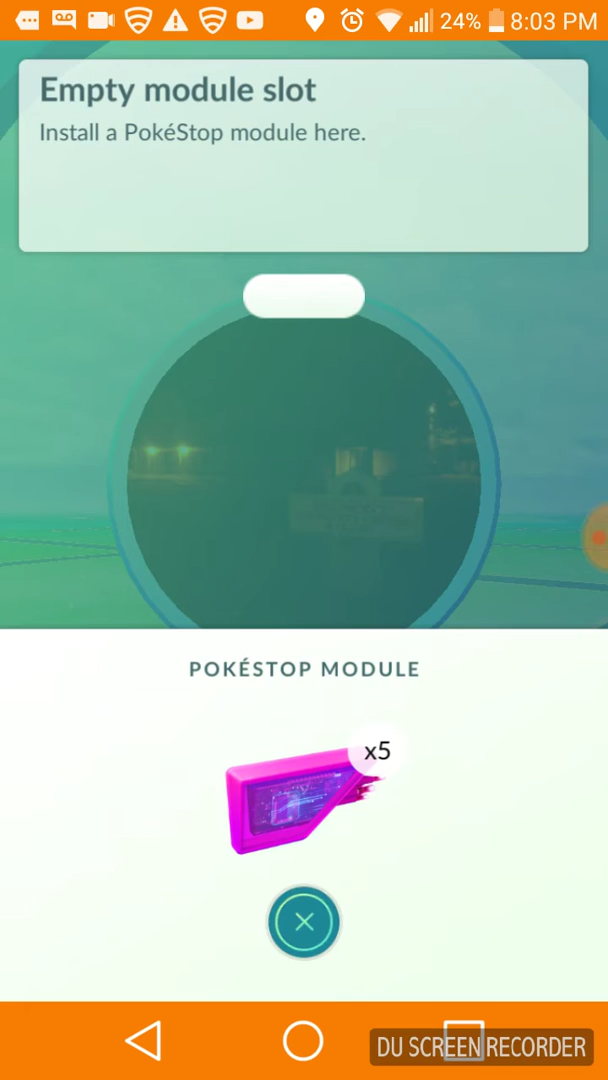 24% 8:03 PM
Empty module slot
Install a PokéStop module here.
POKÉSTOP MODULE
x5
DU SCREEN RECORDER